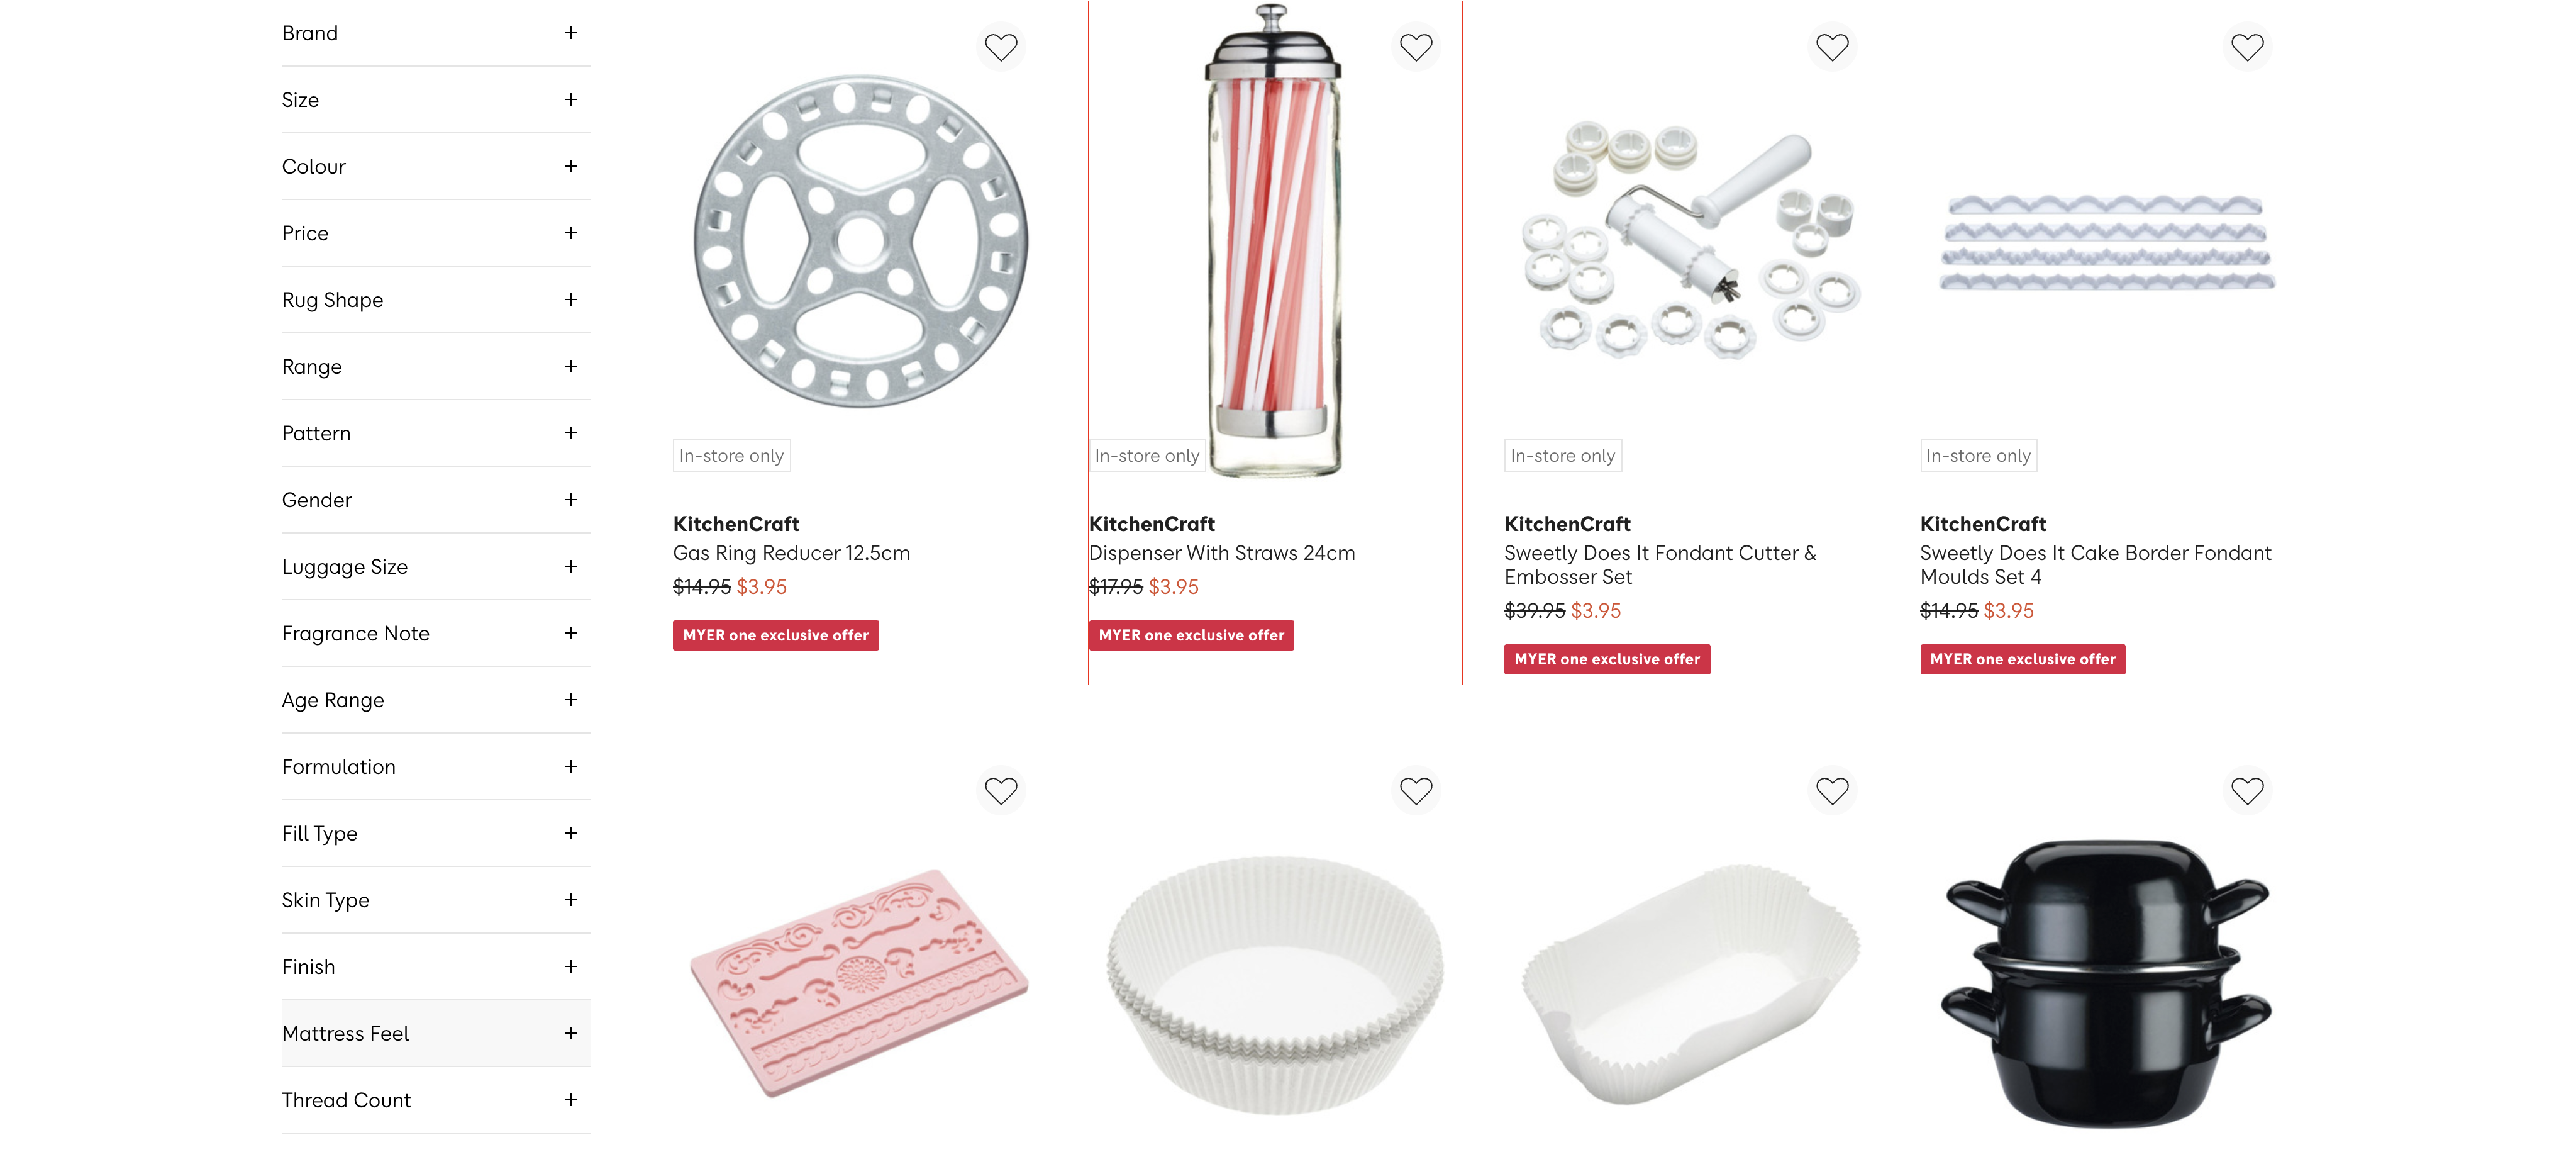 Brand
Size
Colour
Price
Rug Shape
Range
Pattern
Gender
Luggage Size
Fragrance Note
Age Range
Formulation
Fill Type
Skin Type
Finish
Mattress Feel
Thread Count
In-store only
KitchenCraft
Gas Ring Reducer 12.5cm
$14.95 $3.95
MYER one exclusive offer
In-store only
KitchenCraft
Dispenser With Straws 24cm
$17.95 $3.95
MYER one exclusive offer
In-store only
KitchenCraft
Sweetly Does It Fondant Cutter &
Embosser Set
$39.95 $3.95
MYER one exclusive offer
In-store only
KitchenCraft
Sweetly Does It Cake Border Fondant
Moulds Set 4
$14.95 $3.95
MYER one exclusive offer